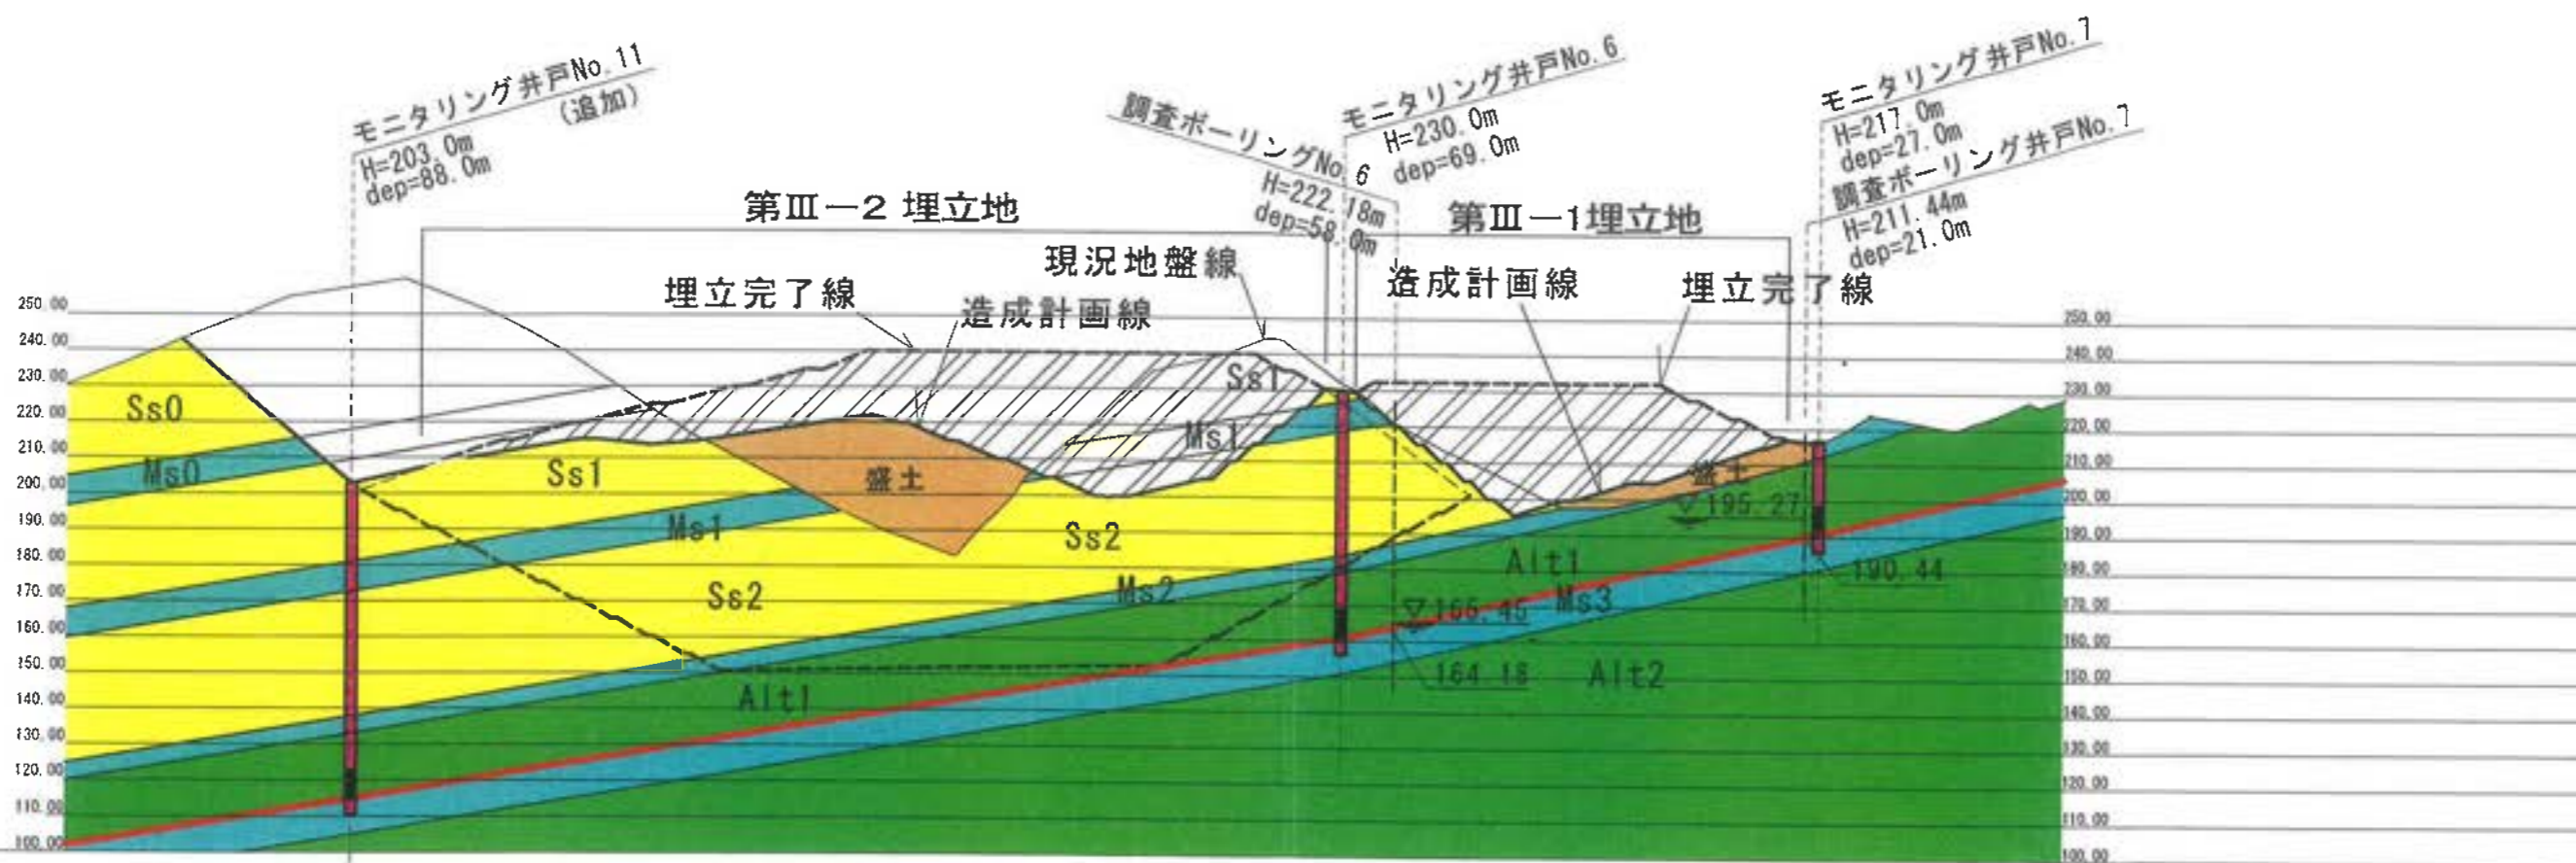 モニタリング井戸No.11
(追加)
H=203.0m
dep=88.0m
調査ボーリングNo.6
H=222.18m
dep=58.0m
モニタリング井戸No.6
H=230.0m
dep=69.0m
モニタリング井戸No.7
H=217.0m
dep=27.0m
調査ボーリング井戸No.7
H=211.44m
dep=21.0m
第Ⅲ−2 埋立地
第Ⅲ−1埋立地
埋立完了線
造成計画線
現況地盤線
造成計画線
埋立完了線
250.00
240.00
230.00
220.00
210.00
200.00
190.00
180.00
170.00
160.00
150.00
140.00
130.00
120.00
110.00
100.00
Ss0
Ms0
Ss1
Ms1
盛土
Ss2
Ss2
Ms2
Alt1
Ss1
Ms1
盛土
195.27
Alt1
190.44
165.45
Ms3
164.18
Alt2
250.00
240.00
230.00
220.00
210.00
200.00
190.00
180.00
170.00
160.00
150.00
140.00
130.00
120.00
110.00
100.00